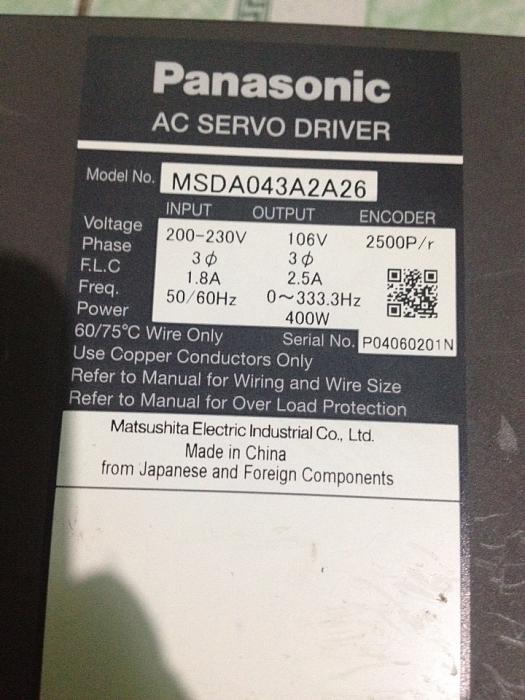 Panasonic
AC SERVO DRIVER
Model No. MSDA043A2A26
INPUT OUTPUT ENCODER
Voltage 200-230V 106V 2500P/r
Phase 3ϕ 3ϕ
F.L.C 1.8A 2.5A
Freq. 50/60Hz 0~333.3Hz
Power 400W
60/75°C Wire Only Serial No. P04060201N
Use Copper Conductors Only
Refer to Manual for Wiring and Wire Size
Refer to Manual for Over Load Protection
Matsushita Electric Industrial Co., Ltd.
Made in China
from Japanese and Foreign Components